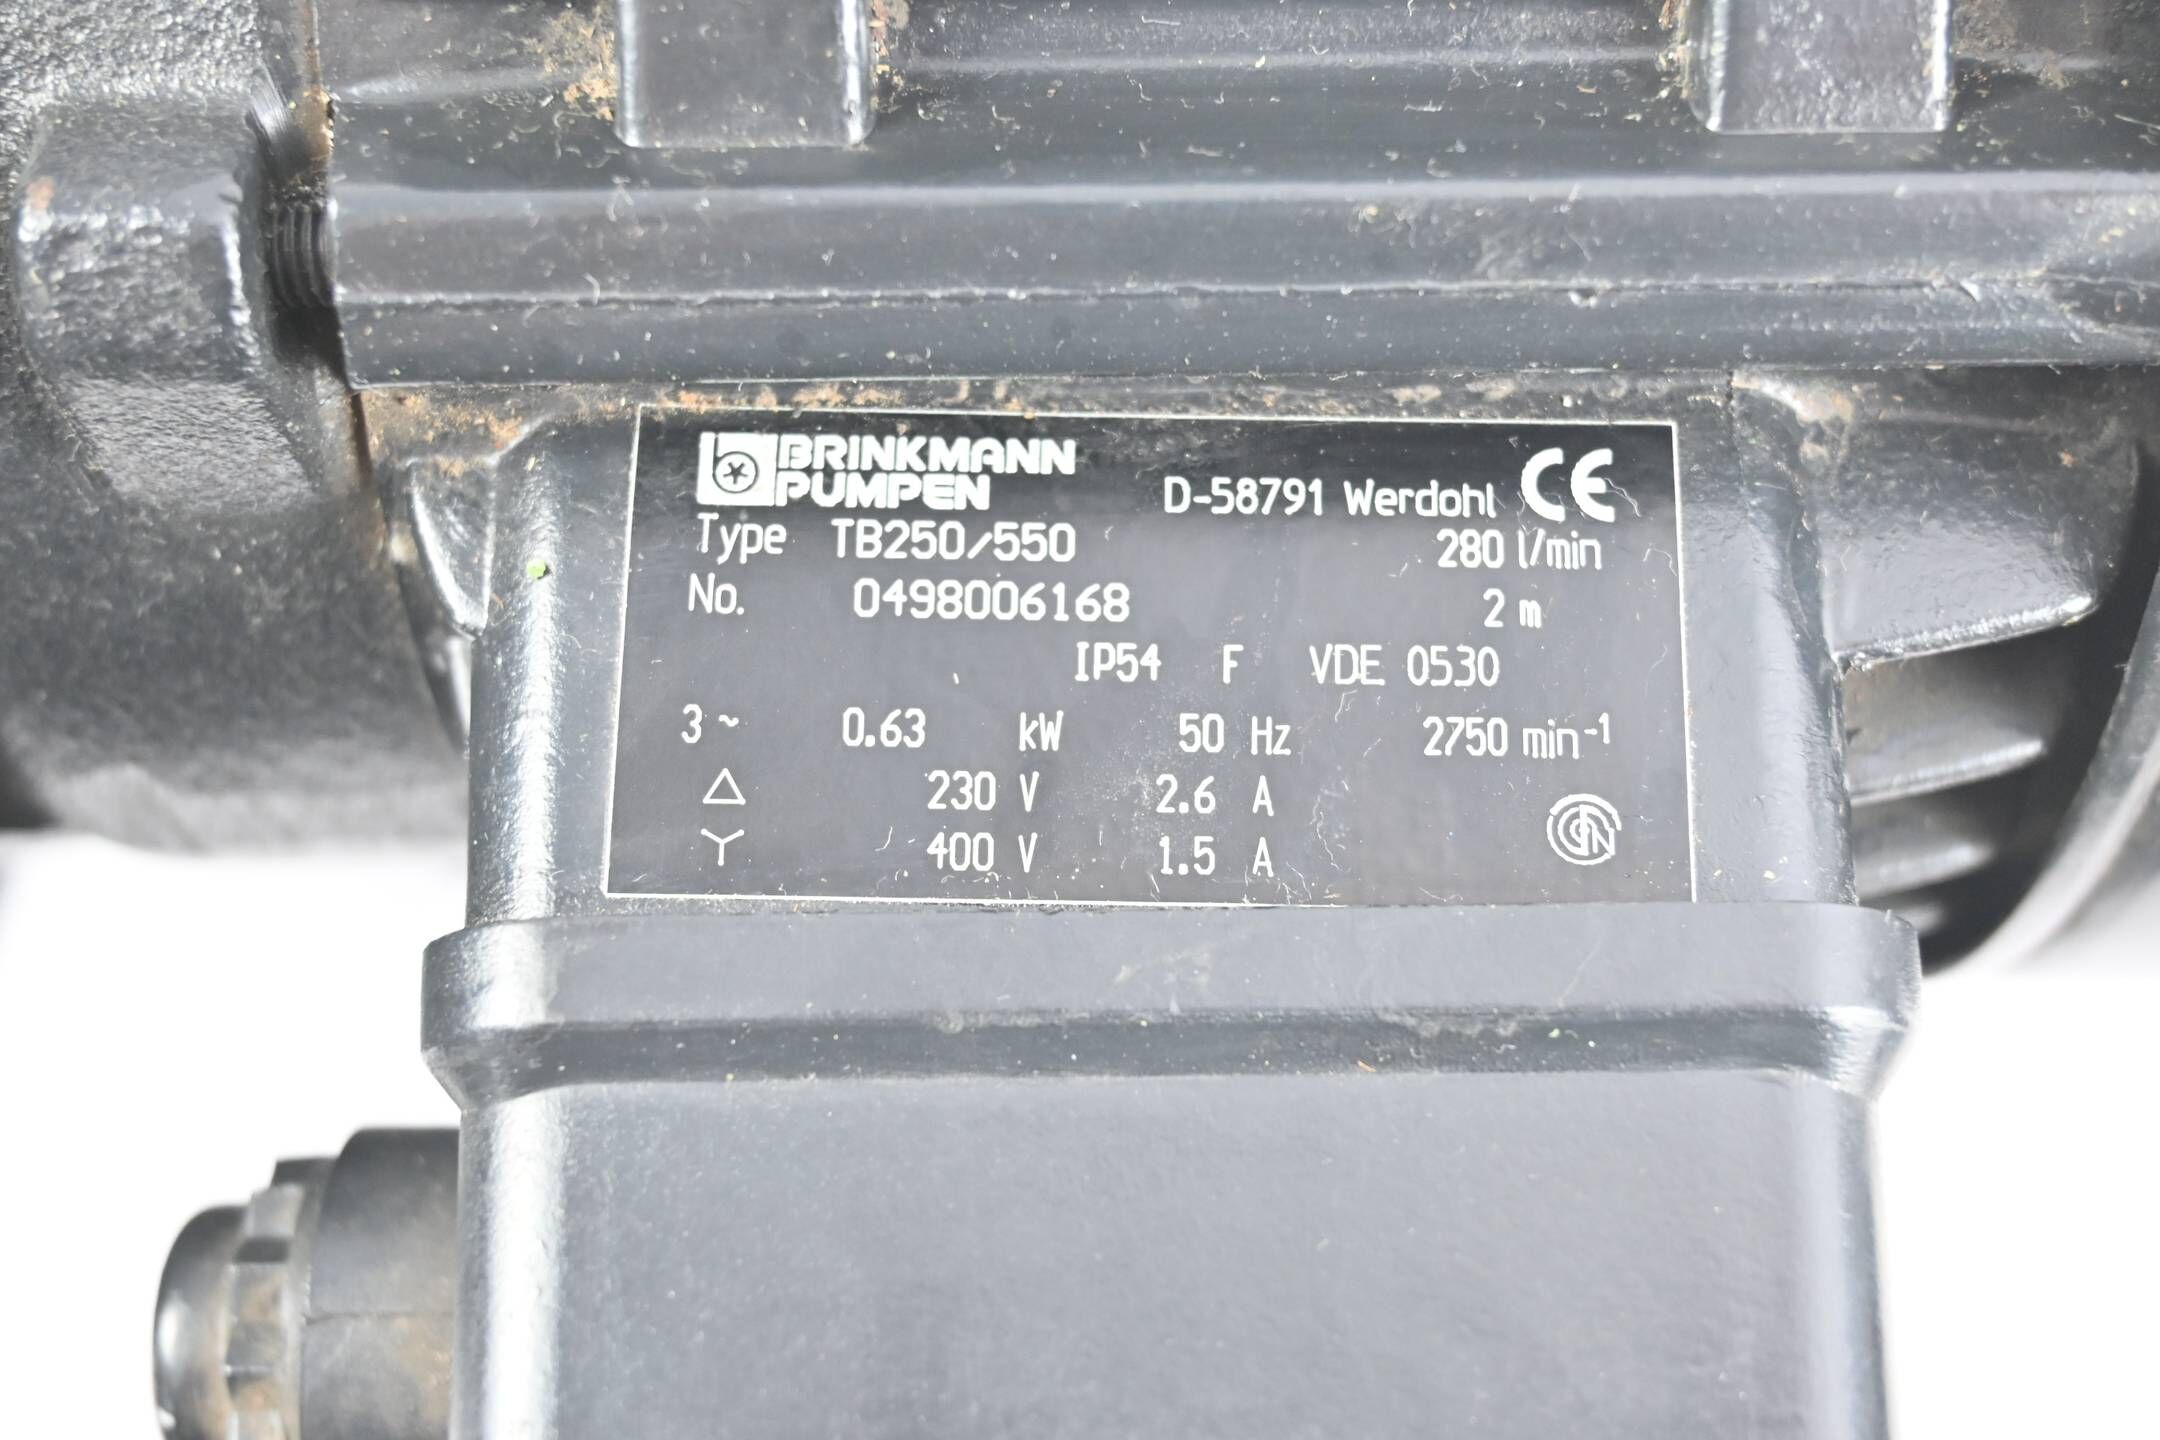 BRINKMANN
PUMPEN
D-58791 Werdohl CE
Type TB250/550 280 l/min
No. 0498006168 2 m
IP54 F VDE 0530
3 ~ 0.63 kW 50 Hz 2750 min⁻¹
△ 230 V 2.6 A
Y 400 V 1.5 A